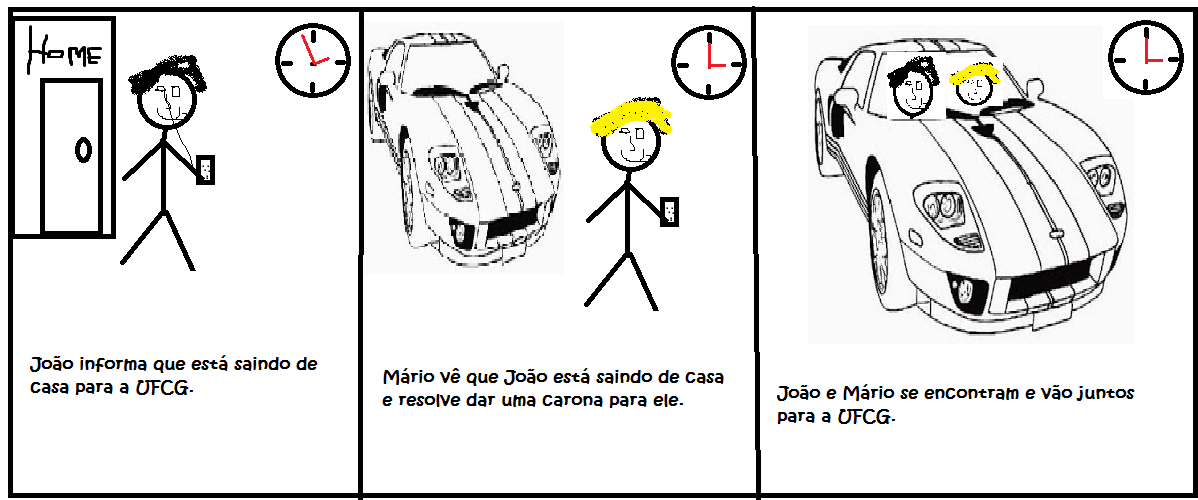 HOME
João informa que está saindo de
casa para a UFCG.
Mário vê que João está saindo de casa
e resolve dar uma carona para ele.
João e Mário se encontram e vão juntos
para a UFCG.